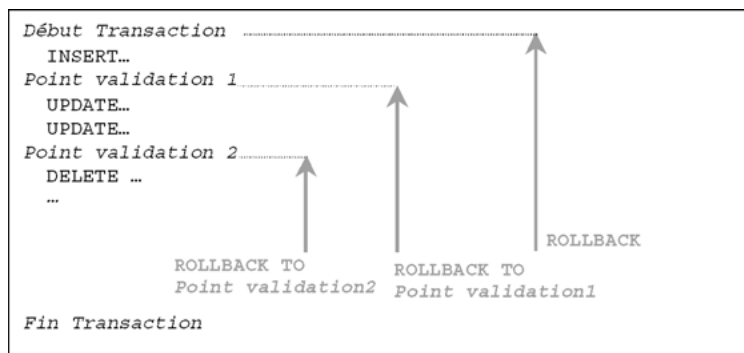 Début Transaction
INSERT…
Point validation 1
UPDATE…
UPDATE…
Point validation 2
DELETE …
…
ROLLBACK
ROLLBACK TO
Point validation2
ROLLBACK TO
Point validation1
Fin Transaction